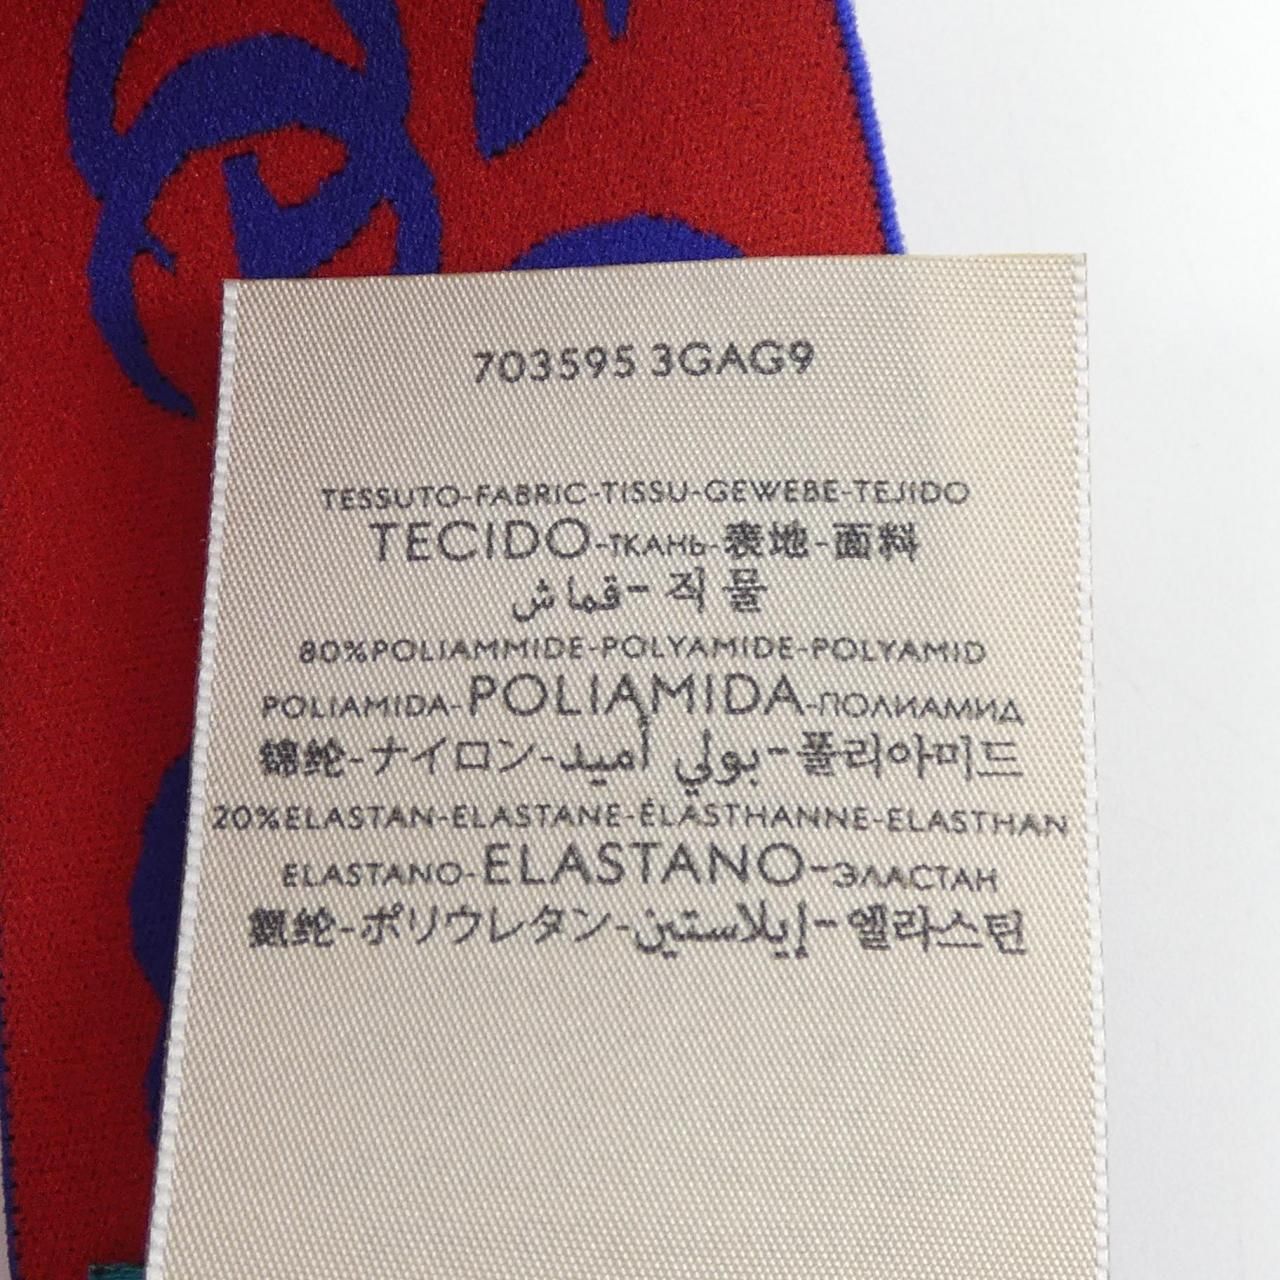 703595 3GAG9
TESSUTO-FABRIC-TISSU-GEWEBE-TEJIDO
TECIDO-ТКАНЬ-表地-面料
قماش-직물
80%POLIAMMIDE-POLYAMIDE-POLYAMID
POLIAMIDA-POLIAMIDA-ПОЛИАМИД
锦纶-ナイロン-بولي أميد-폴리아미드
20%ELASTAN-ELASTANE-ÉLASTHANNE-ELASTHAN
ELASTANO-ELASTANO-ЭЛАСТАН
氨纶-ポリウレタン-إيلاستين-엘라스틴